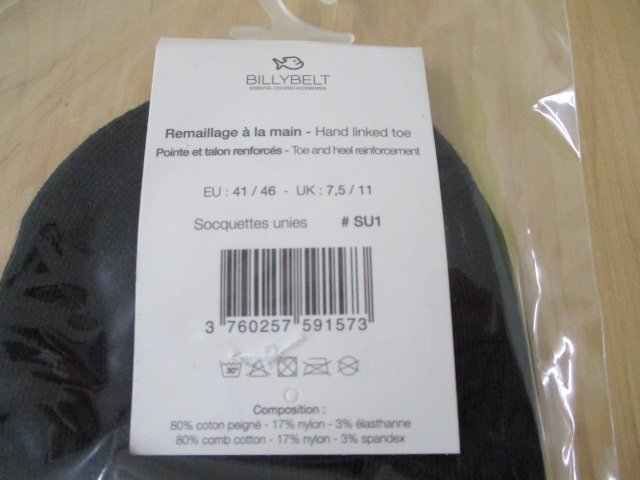 BILLYBELT
ESSENTIAL COLORED ACCESSORIES
Remaillage à la main - Hand linked toe
Pointe et talon renforcés - Toe and heel reinforcement
EU : 41 / 46 - UK : 7,5 / 11
Socquettes unies # SU1
3 760257 591573
30°
Composition :
80% coton peigné - 17% nylon - 3% élasthanne
80% comb cotton - 17% nylon - 3% spandex